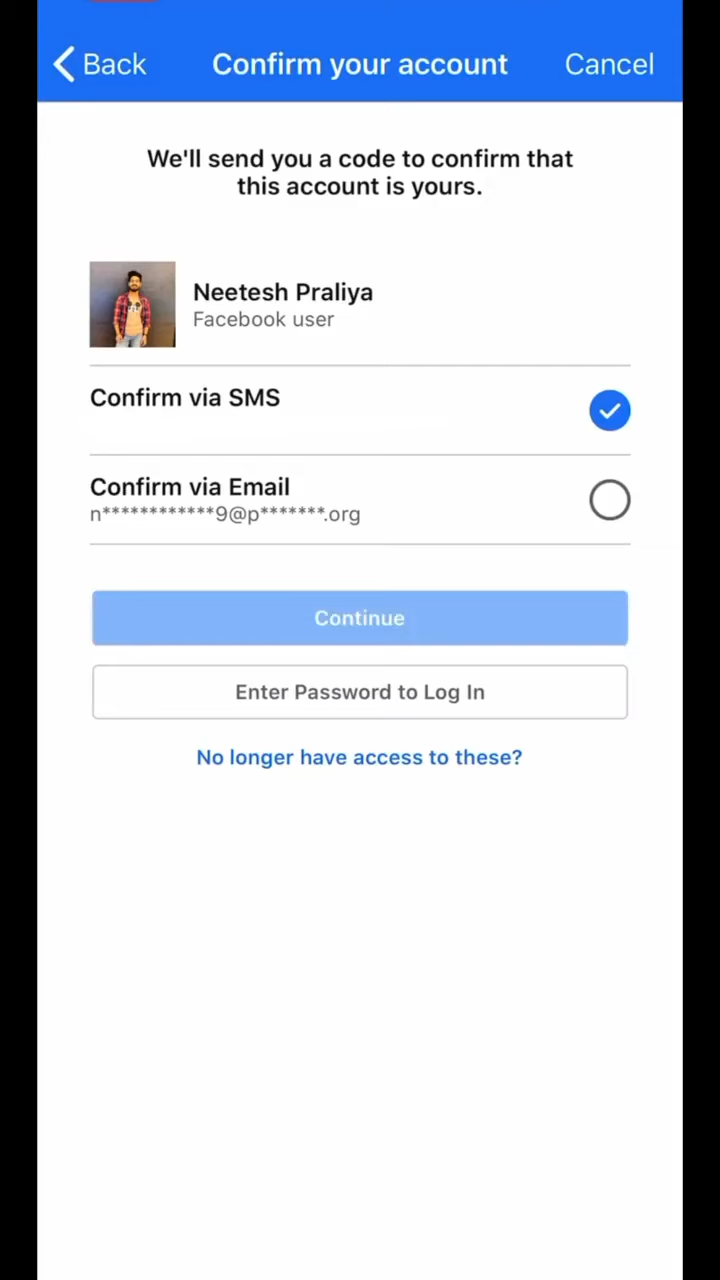 Back
Confirm your account
Cancel
We'll send you a code to confirm that
this account is yours.
Neetesh Praliya
Facebook user
Confirm via SMS
Confirm via Email
n************9@p*******.org
Continue
Enter Password to Log In
No longer have access to these?